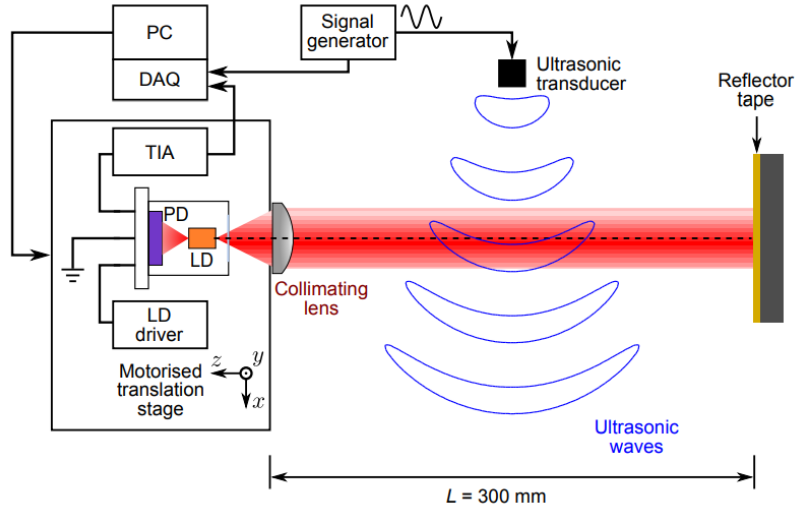 PC
DAQ
Signal
generator
Ultrasonic
transducer
Reflector
tape
TIA
PD
LD
Collimating
lens
LD
driver
Motorised
translation
stage
z
y
x
Ultrasonic
waves
L = 300 mm